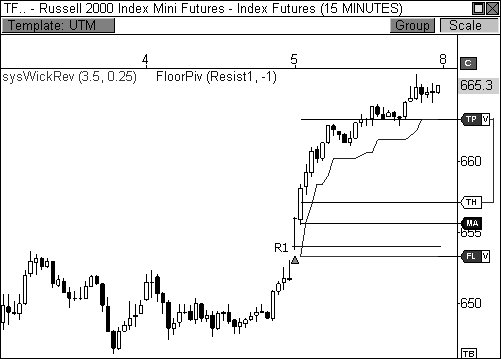 TF.. - Russell 2000 Index Mini Futures - Index Futures (15 MINUTES)
Template: UTM Group Scale
4 5 8 C
sysWickRev (3.5, 0.25) FloorPiv (Resist1, -1)
665.3
TP V
660
TH V
MA
655
R1
FL V
650
TB